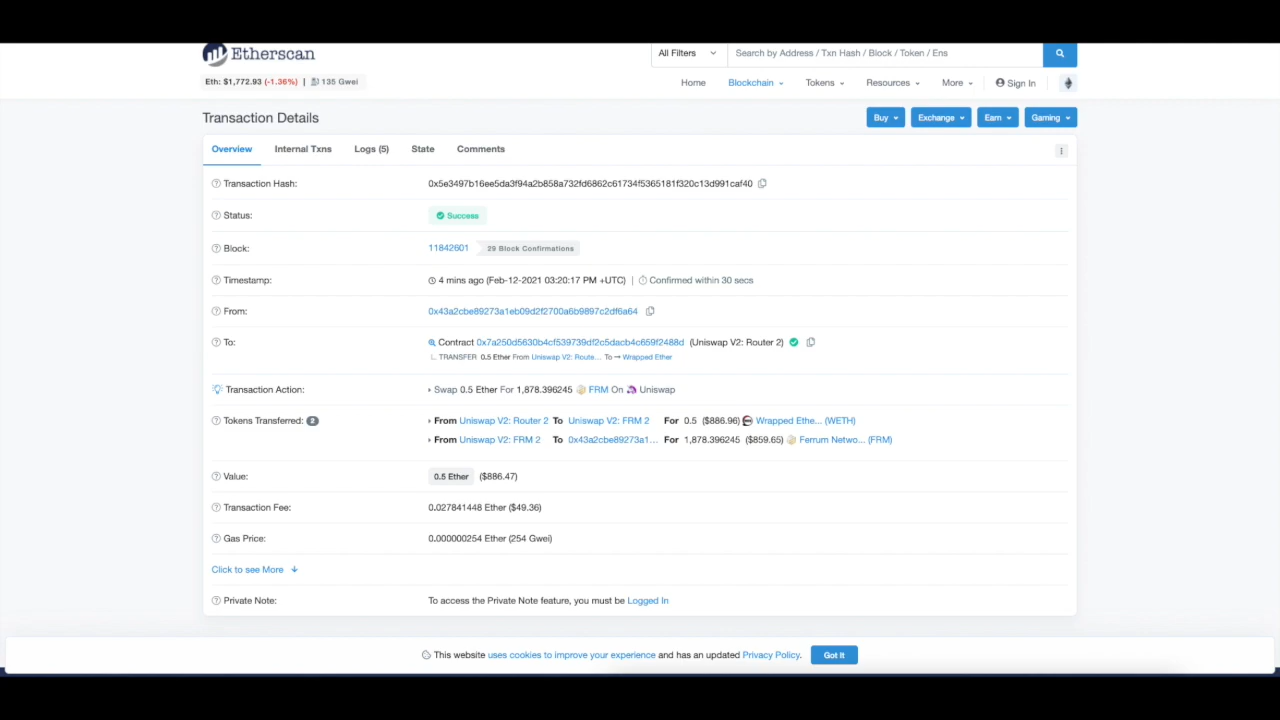 Etherscan
All Filters
Search by Address / Txn Hash / Block / Token / Ens
Eth: $1,772.93 (-1.36%) | 135 Gwei
Home Blockchain Tokens Resources More Sign In
Transaction Details
Buy Exchange Earn Gaming
Overview Internal Txns Logs (5) State Comments
Transaction Hash: 0x5e3497b16ee5da3f94a2b858a732fd6862c61734f5365181f320c13d991caf40
Status: Success
Block: 11842601 29 Block Confirmations
Timestamp: 4 mins ago (Feb-12-2021 03:20:17 PM +UTC) | Confirmed within 30 secs
From: 0x43a2cbe89273a1eb09d2f2700a6b9897c2df6a64
To: Contract 0x7a250d5630b4cf539739df2c5dacb4c659f2488d (Uniswap V2: Router 2)
TRANSFER 0.5 Ether From Uniswap V2: Route... To → Wrapped Ether
Transaction Action: Swap 0.5 Ether For 1,878.396245 FRM On Uniswap
Tokens Transferred: 2 From Uniswap V2: Router 2 To Uniswap V2: FRM 2 For 0.5 ($886.96) Wrapped Ethe... (WETH)
From Uniswap V2: FRM 2 To 0x43a2cbe89273a1... For 1,878.396245 ($859.65) Ferrum Netwo... (FRM)
Value: 0.5 Ether ($886.47)
Transaction Fee: 0.027841448 Ether ($49.36)
Gas Price: 0.000000254 Ether (254 Gwei)
Click to see More
Private Note: To access the Private Note feature, you must be Logged In
This website uses cookies to improve your experience and has an updated Privacy Policy. Got It